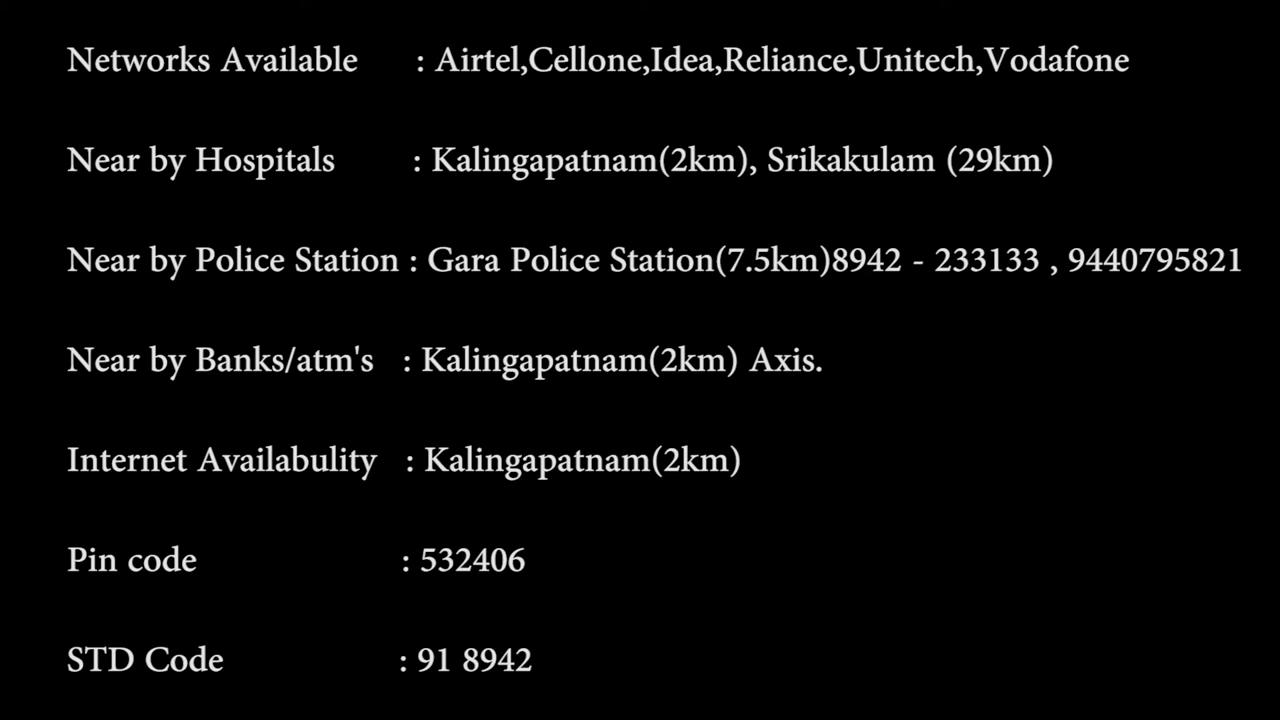 Networks Available : Airtel,Cellone,Idea,Reliance,Unitech,Vodafone
Near by Hospitals : Kalingapatnam(2km), Srikakulam (29km)
Near by Police Station : Gara Police Station(7.5km)8942 - 233133 , 9440795821
Near by Banks/atm's : Kalingapatnam(2km) Axis.
Internet Availabulity : Kalingapatnam(2km)
Pin code : 532406
STD Code : 91 8942